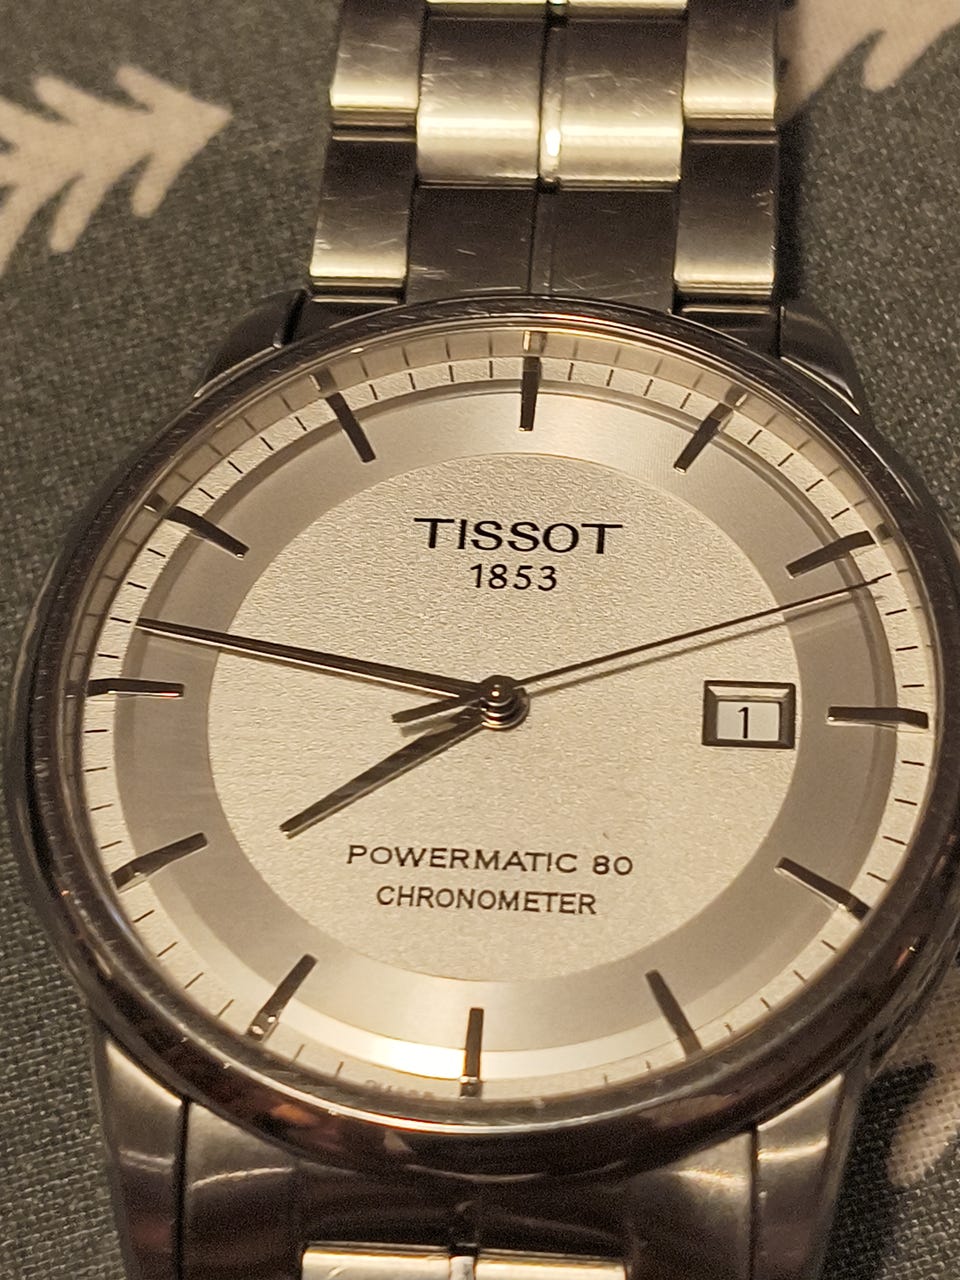 TISSOT
1853
1
POWERMATIC 80
CHRONOMETER